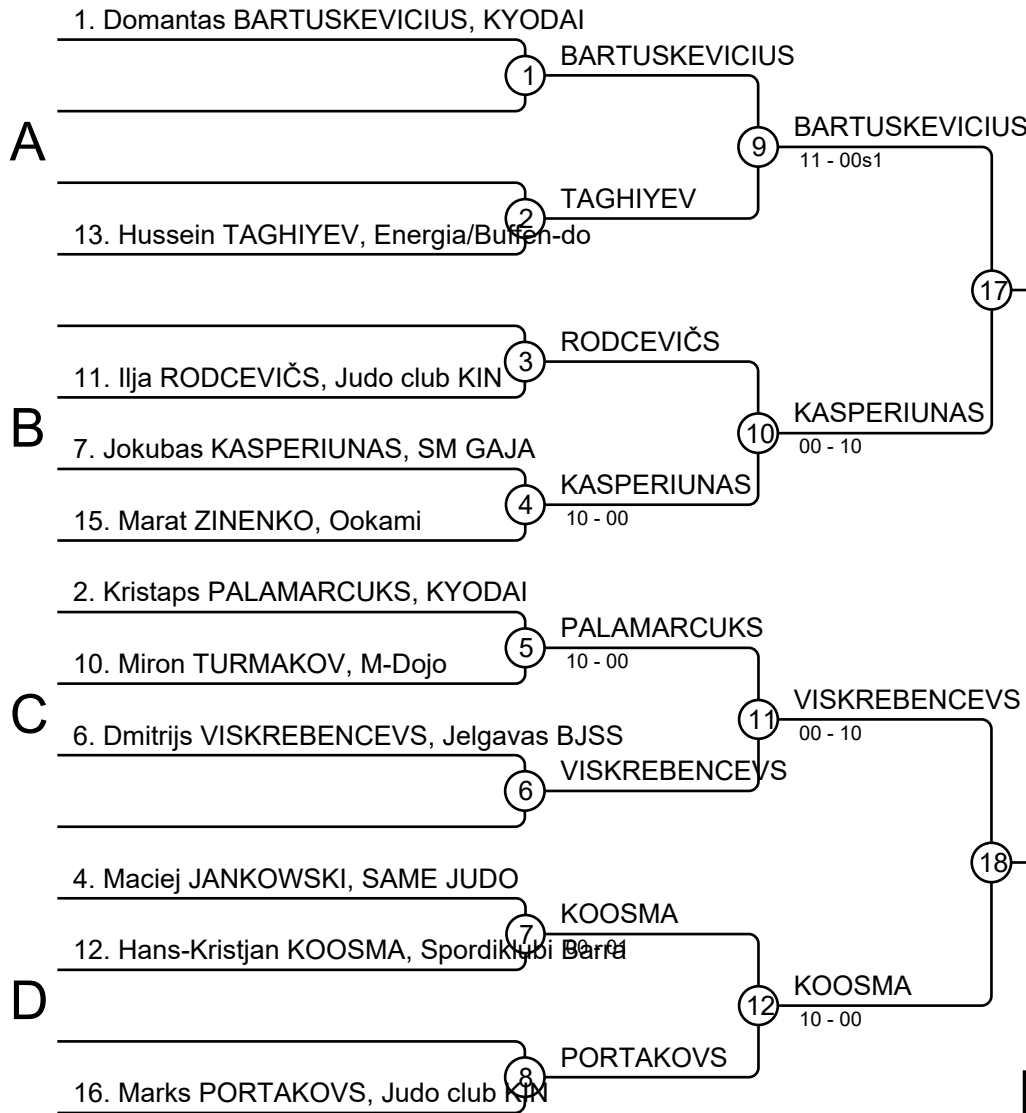 1. Domantas BARTUSKEVICIUS, KYODAI
1
BARTUSKEVICIUS
A
9
BARTUSKEVICIUS
11 - 00s1
2
TAGHIYEV
13. Hussein TAGHIYEV, Energia/Buffen-do
17
3
RODCEVIČS
11. Ilja RODCEVIČS, Judo club KIN
B
10
KASPERIUNAS
00 - 10
7. Jokubas KASPERIUNAS, SM GAJA
4
KASPERIUNAS
10 - 00
15. Marat ZINENKO, Ookami
2. Kristaps PALAMARCUKS, KYODAI
5
PALAMARCUKS
10 - 00
10. Miron TURMAKOV, M-Dojo
C
11
VISKREBENCEVS
00 - 10
6. Dmitrijs VISKREBENCEVS, Jelgavas BJSS
6
VISKREBENCEVS
18
4. Maciej JANKOWSKI, SAME JUDO
7
KOOSMA
00 - 01
12. Hans-Kristjan KOOSMA, Spordiklubi Barra
D
12
KOOSMA
10 - 00
8
PORTAKOVS
16. Marks PORTAKOVS, Judo club KIN